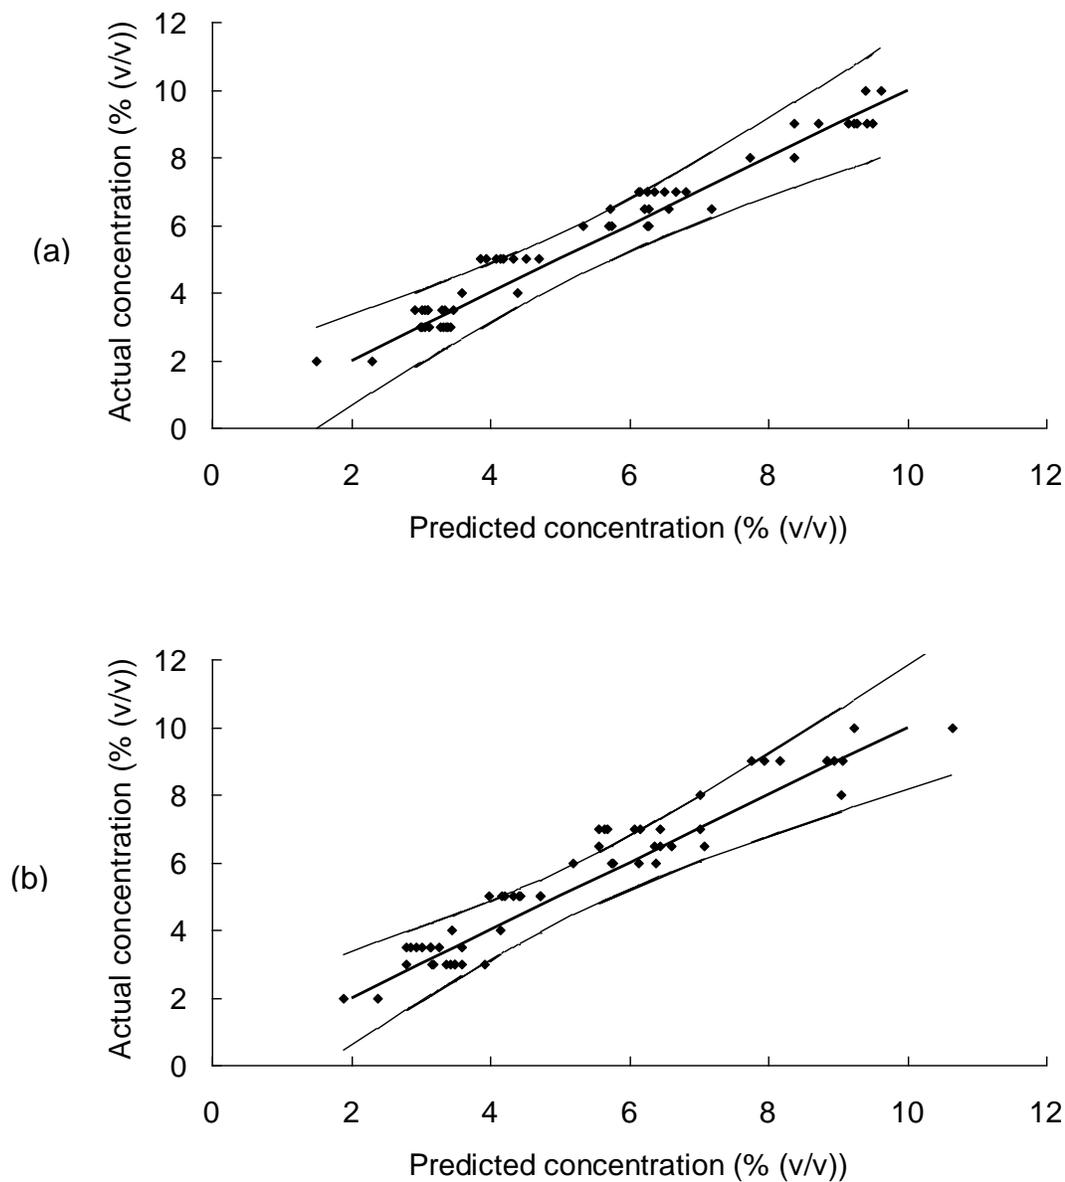 12
10
8
6
4
2
0
Actual concentration (% (v/v))
(a)
0 2 4 6 8 10 12
Predicted concentration (% (v/v))
12
10
8
6
4
2
0
Actual concentration (% (v/v))
(b)
0 2 4 6 8 10 12
Predicted concentration (% (v/v))